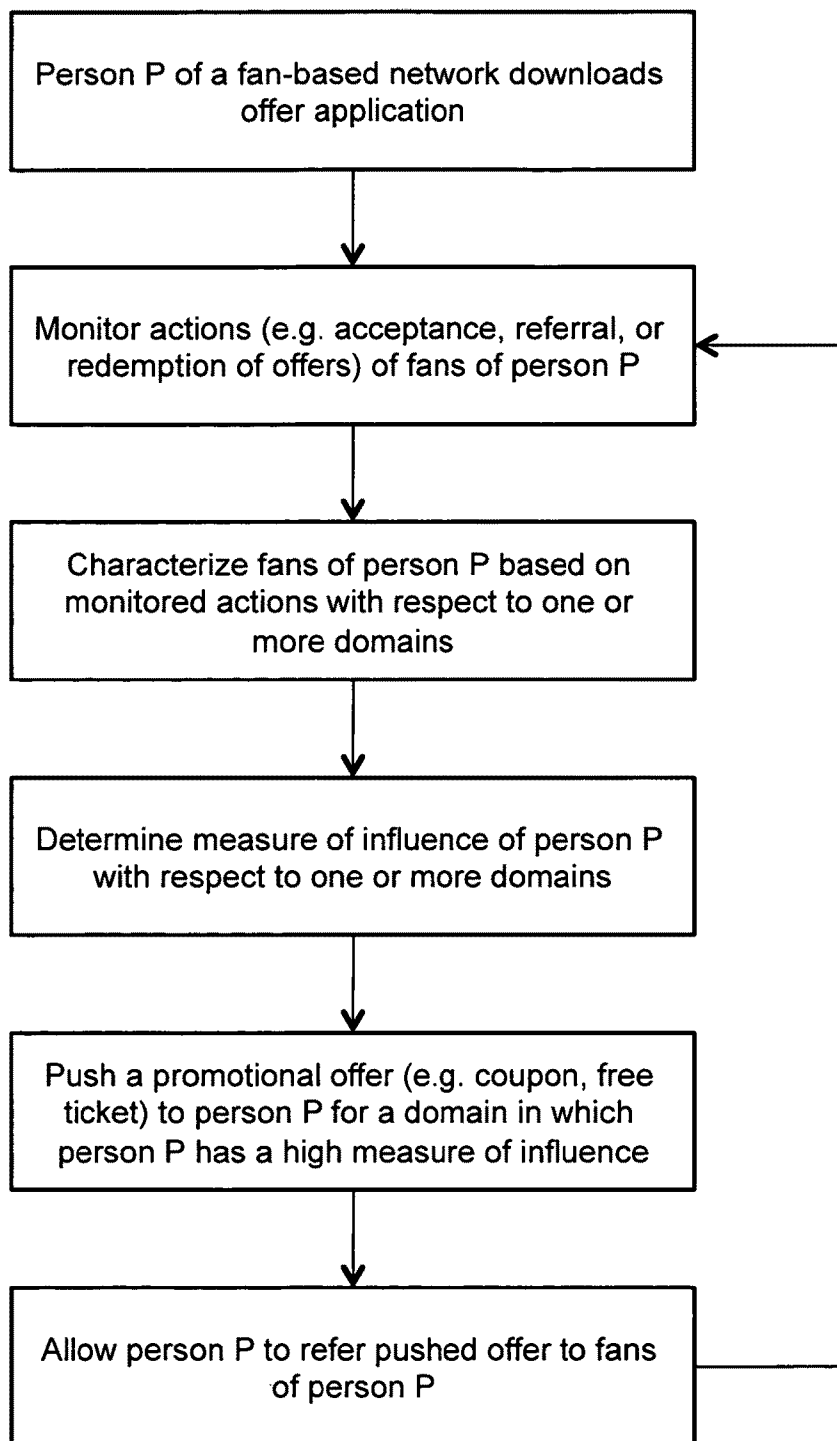 Person P of a fan-based network downloads
offer application
Monitor actions (e.g. acceptance, referral, or
redemption of offers) of fans of person P
Characterize fans of person P based on
monitored actions with respect to one or
more domains
Determine measure of influence of person P
with respect to one or more domains
Push a promotional offer (e.g. coupon, free
ticket) to person P for a domain in which
person P has a high measure of influence
Allow person P to refer pushed offer to fans
of person P